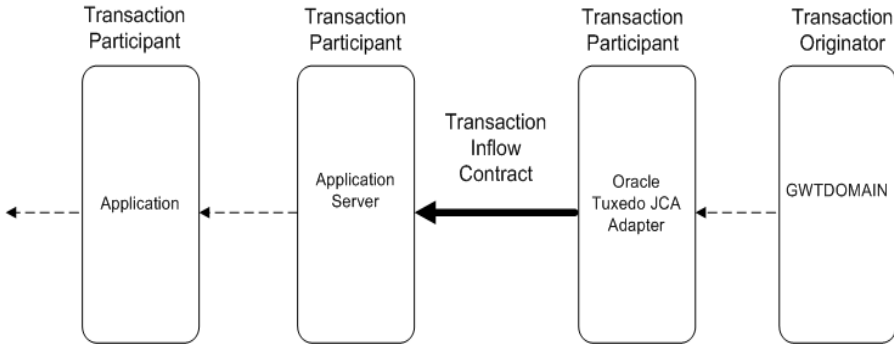 Transaction
Participant
Transaction
Participant
Transaction
Participant
Transaction
Originator
Transaction
Inflow
Contract
Application
Application
Server
Oracle
Tuxedo JCA
Adapter
GWTDOMAIN